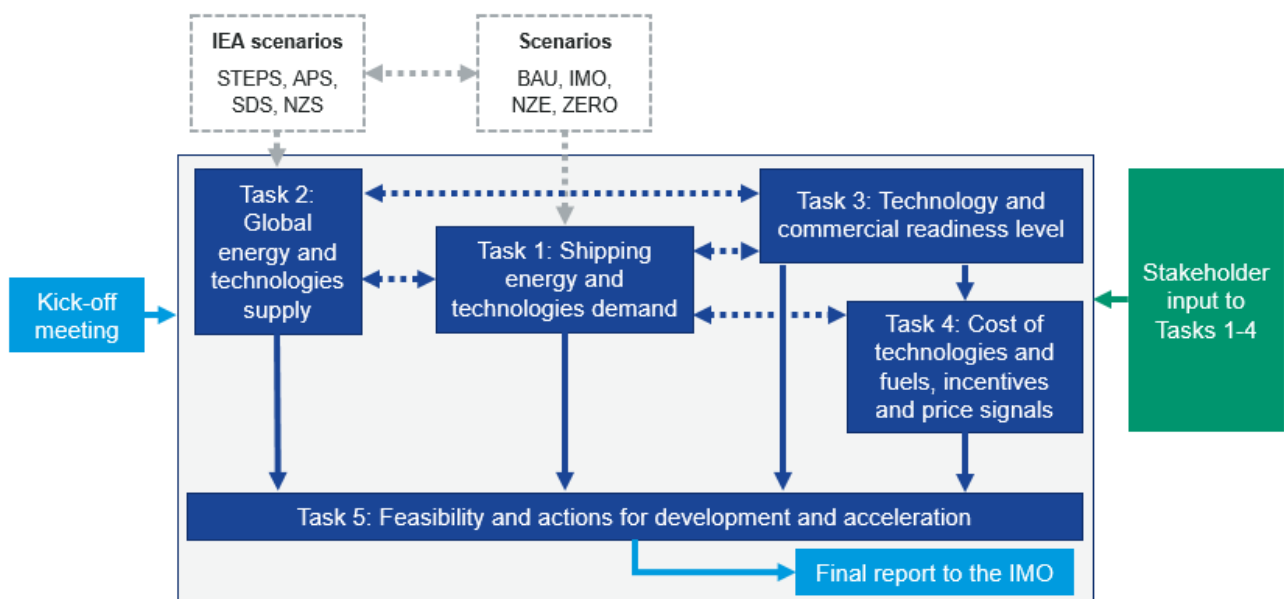 IEA scenarios
STEPS, APS,
SDS, NZS
Scenarios
BAU, IMO,
NZE, ZERO
Task 2:
Global
energy and
technologies
supply
Task 1: Shipping
energy and
technologies demand
Task 3: Technology and
commercial readiness level
Task 4: Cost of
technologies and
fuels, incentives
and price signals
Kick-off
meeting
Stakeholder
input to
Tasks 1-4
Task 5: Feasibility and actions for development and acceleration
Final report to the IMO